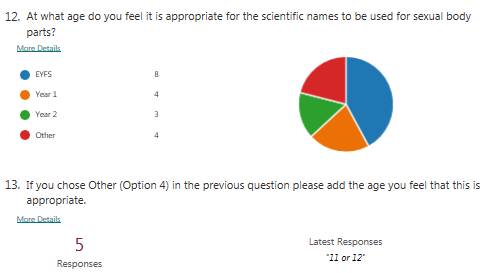 12. At what age do you feel it is appropriate for the scientific names to be used for sexual body
parts?
More Details
EYFS 8
Year 1 4
Year 2 3
Other 4
13. If you chose Other (Option 4) in the previous question please add the age you feel that this is
appropriate.
More Details
5
Responses
Latest Responses
"11 or 12"